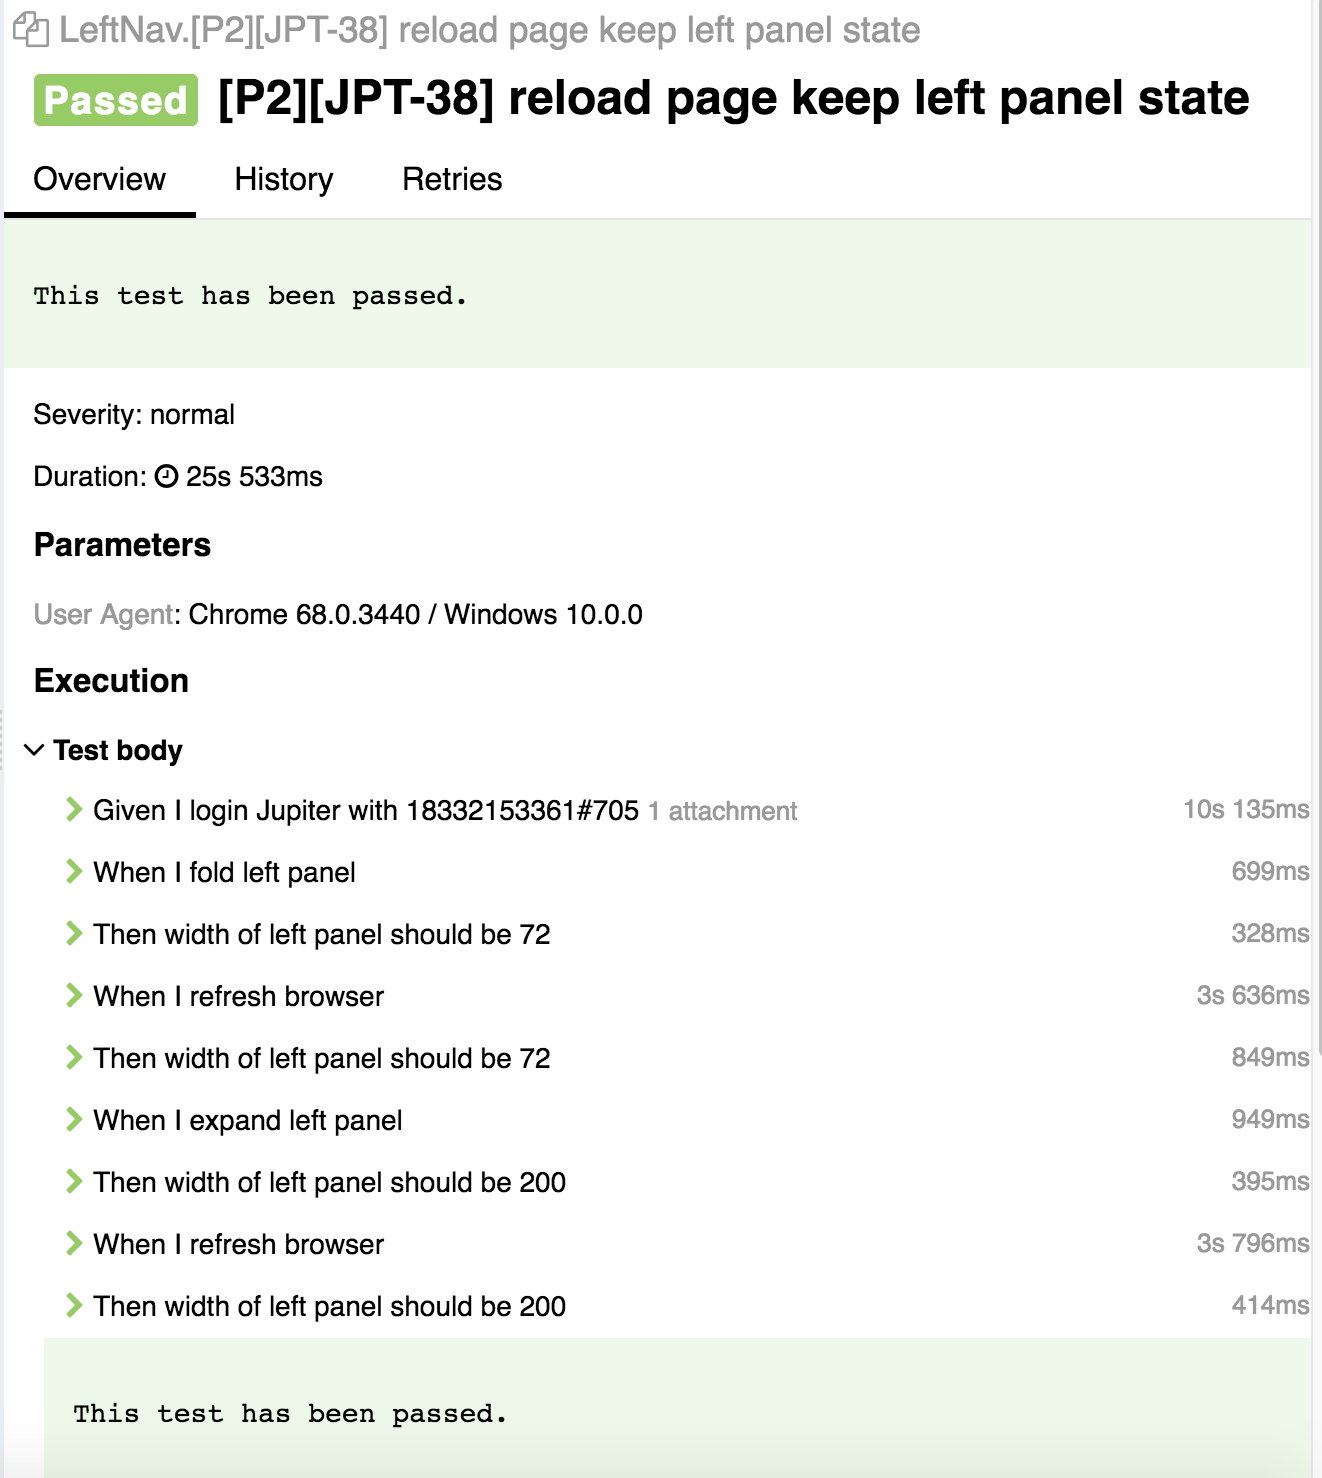 LeftNav.[P2][JPT-38] reload page keep left panel state
Passed [P2][JPT-38] reload page keep left panel state
Overview History Retries
This test has been passed.
Severity: normal
Duration: 25s 533ms
Parameters
User Agent: Chrome 68.0.3440 / Windows 10.0.0
Execution
Test body
Given I login Jupiter with 18332153361#705 1 attachment 10s 135ms
When I fold left panel 699ms
Then width of left panel should be 72 328ms
When I refresh browser 3s 636ms
Then width of left panel should be 72 849ms
When I expand left panel 949ms
Then width of left panel should be 200 395ms
When I refresh browser 3s 796ms
Then width of left panel should be 200 414ms
This test has been passed.